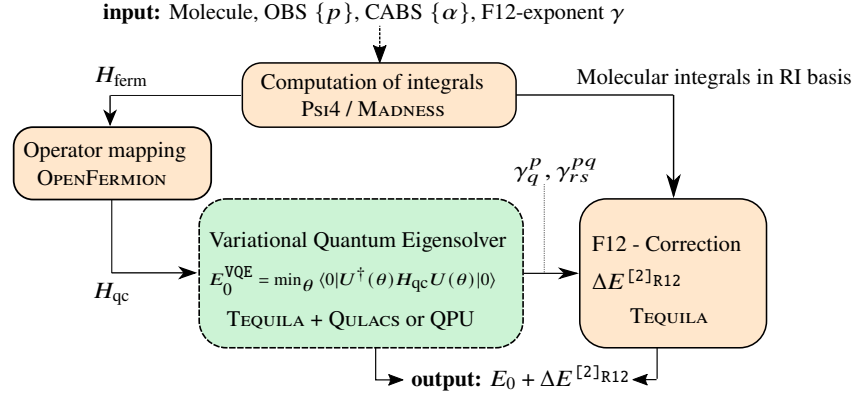 input: Molecule, OBS {p}, CABS {α}, F12-exponent γ
H_ferm
Computation of integrals
PSI4 / MADNESS
Molecular integrals in RI basis
Operator mapping
OPENFERMION
γ^p_q, γ^{pq}_{rs}
H_qc
Variational Quantum Eigensolver
E_0^VQE = min_θ ⟨0|U†(θ)H_qc U(θ)|0⟩
TEQUILA + QULACS or QPU
F12 - Correction
ΔE^{[2]_{R12}}
TEQUILA
output: E_0 + ΔE^{[2]_{R12}}